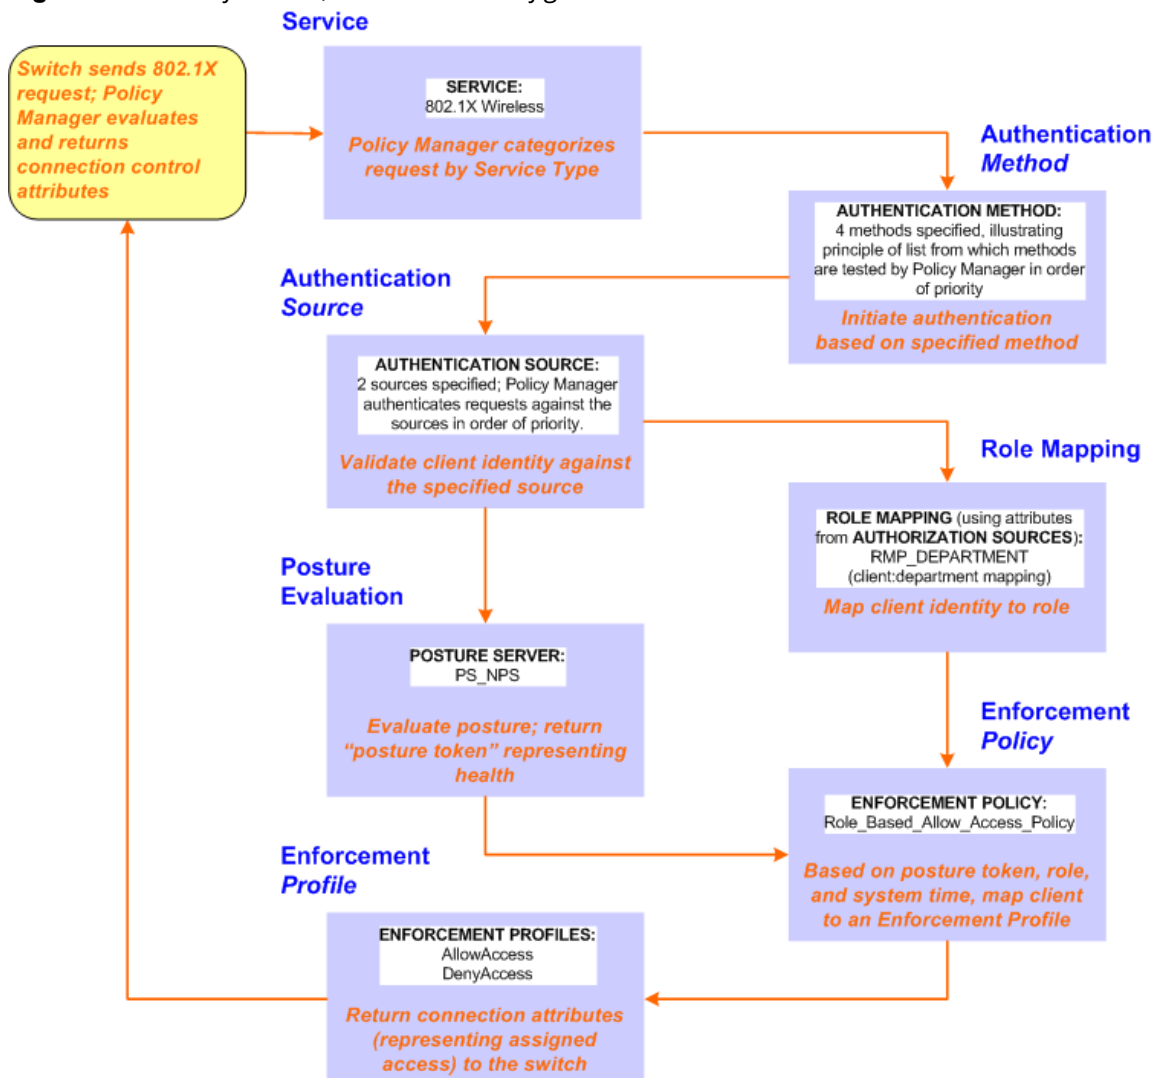 Service
Switch sends 802.1X
request; Policy
Manager evaluates
and returns
connection control
attributes
SERVICE:
802.1X Wireless
Policy Manager categorizes
request by Service Type
Authentication
Method
AUTHENTICATION METHOD:
4 methods specified, illustrating
principle of list from which methods
are tested by Policy Manager in order
of priority
Initiate authentication
based on specified method
Authentication
Source
AUTHENTICATION SOURCE:
2 sources specified; Policy Manager
authenticates requests against the
sources in order of priority.
Validate client identity against
the specified source
Role Mapping
ROLE MAPPING (using attributes
from AUTHORIZATION SOURCES):
RMP_DEPARTMENT
(client:department mapping)
Map client identity to role
Posture
Evaluation
POSTURE SERVER:
PS_NPS
Evaluate posture; return
“posture token” representing
health
Enforcement
Policy
ENFORCEMENT POLICY:
Role_Based_Allow_Access_Policy
Based on posture token, role,
and system time, map client
to an Enforcement Profile
Enforcement
Profile
ENFORCEMENT PROFILES:
AllowAccess
DenyAccess
Return connection attributes
(representing assigned
access) to the switch